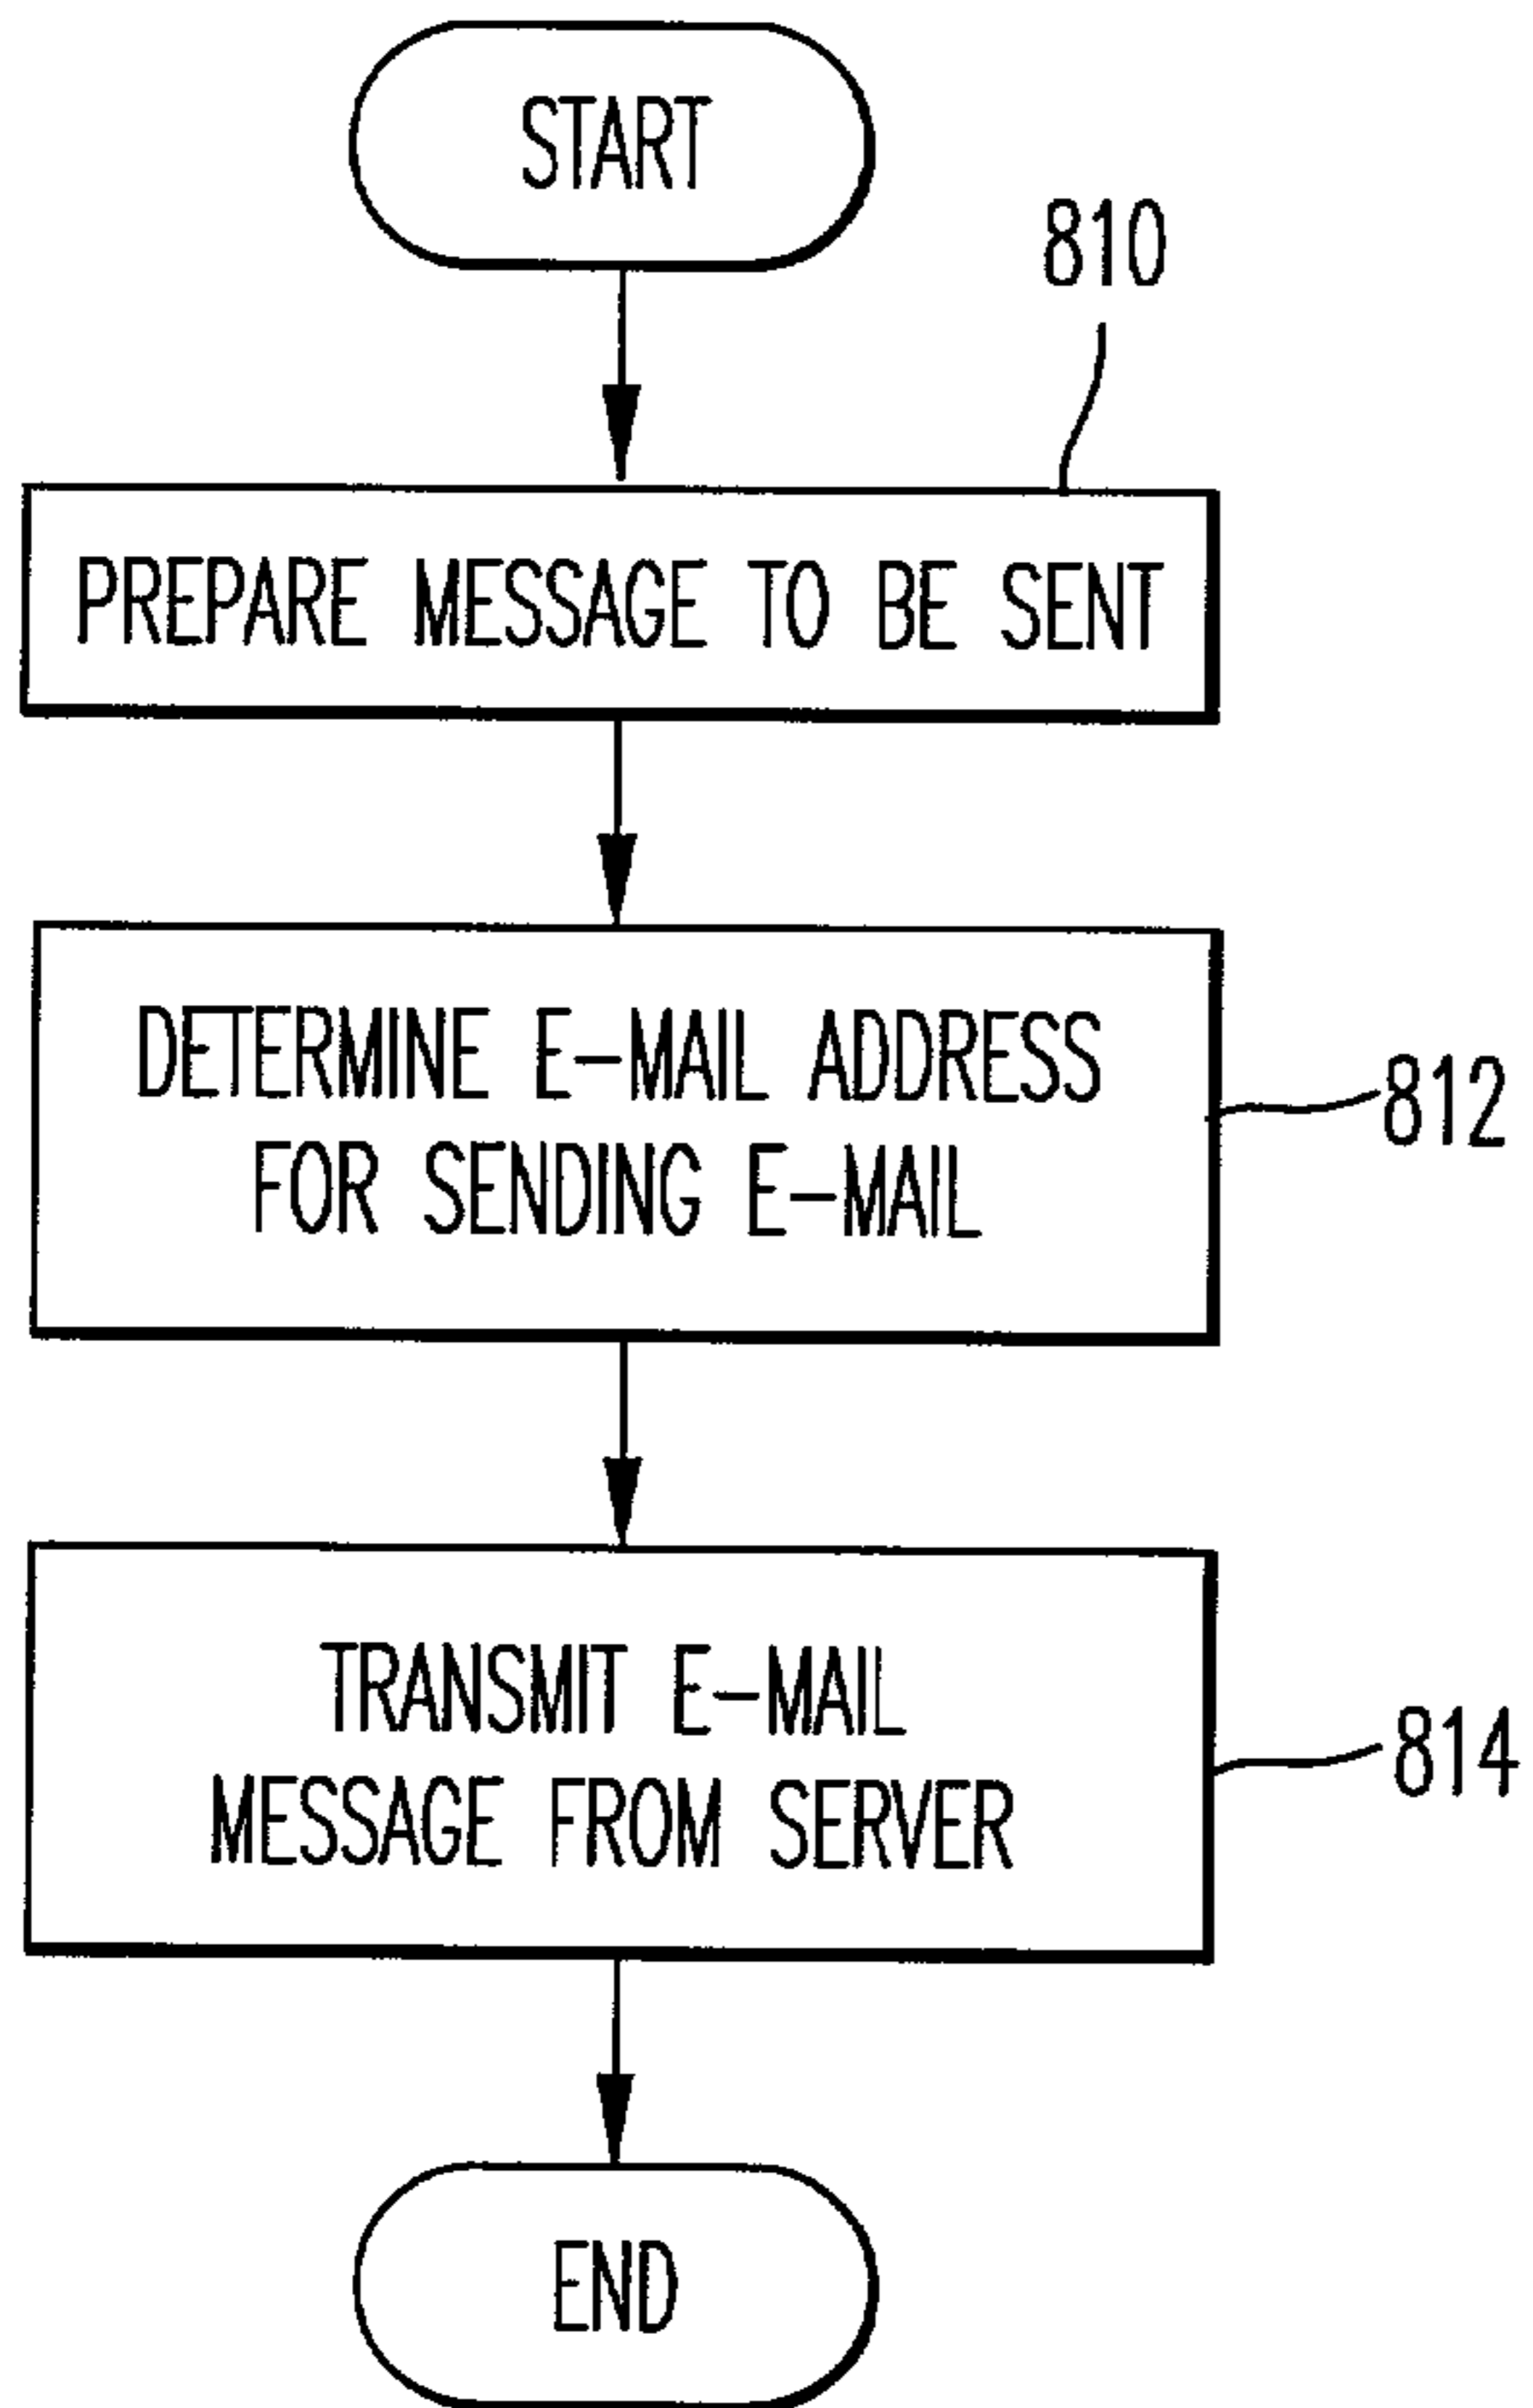 START
810
PREPARE MESSAGE TO BE SENT
DETERMINE E-MAIL ADDRESS
FOR SENDING E-MAIL
812
TRANSMIT E-MAIL
MESSAGE FROM SERVER
814
END